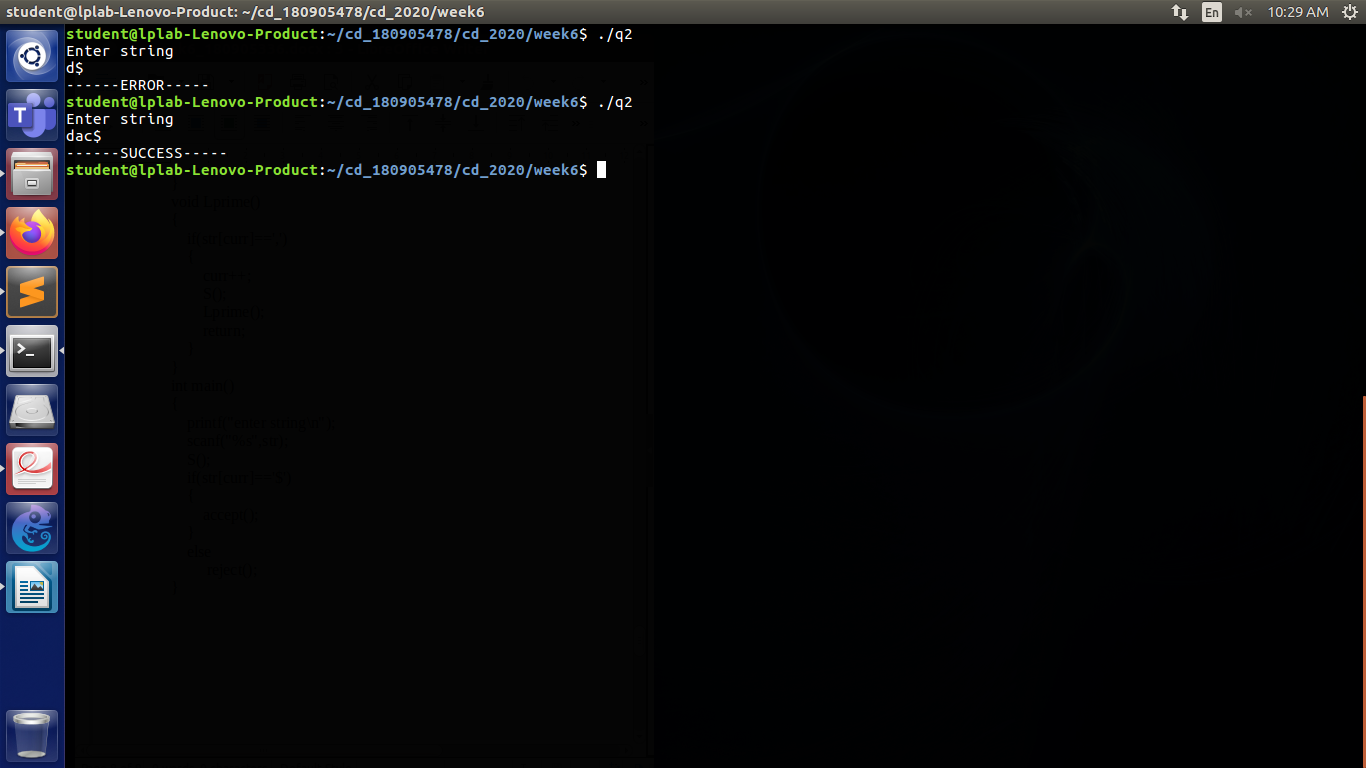 student@lplab-Lenovo-Product: ~/cd_180905478/cd_2020/week6
En
10:29 AM
student@lplab-Lenovo-Product:~/cd_180905478/cd_2020/week6$ ./q2
Enter string
d$
------ERROR-----
student@lplab-Lenovo-Product:~/cd_180905478/cd_2020/week6$ ./q2
Enter string
dac$
------SUCCESS-----
student@lplab-Lenovo-Product:~/cd_180905478/cd_2020/week6$